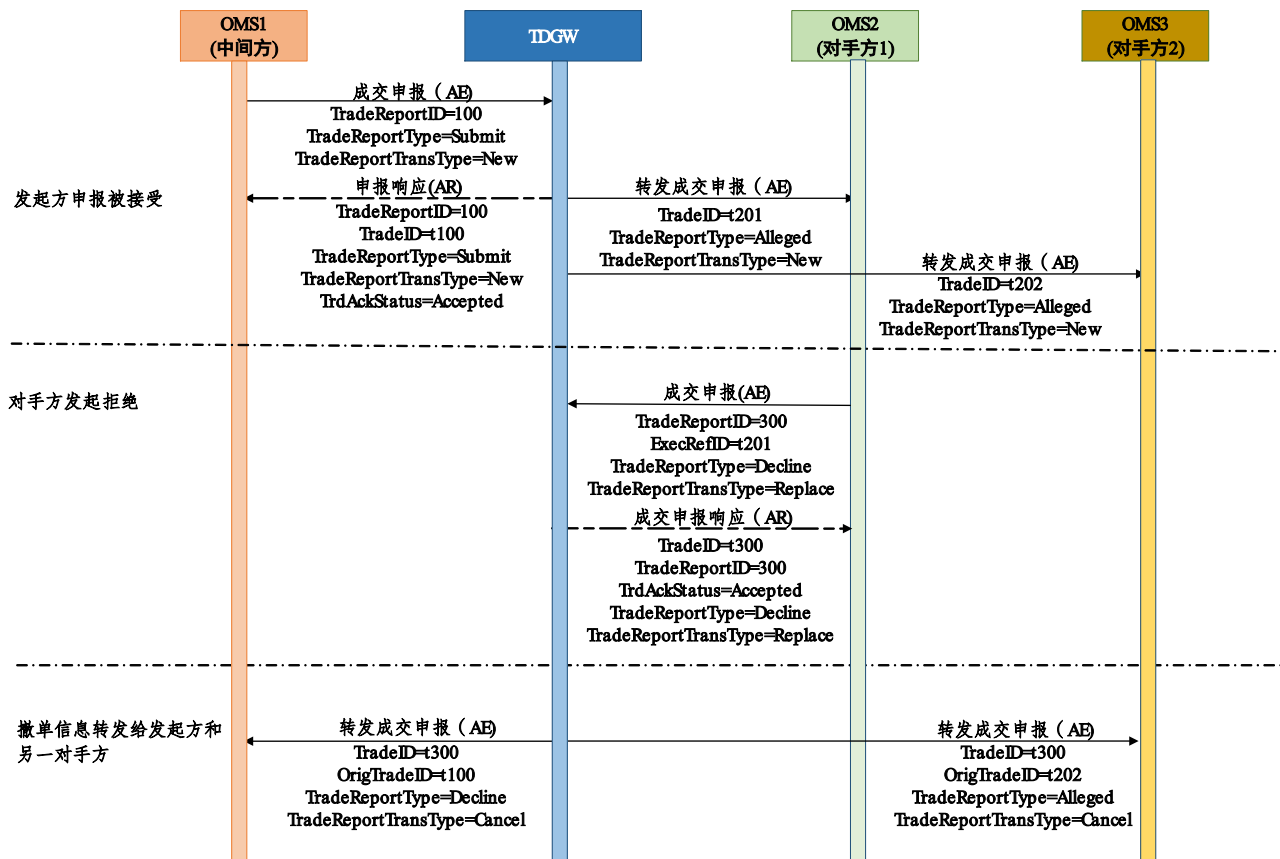 OMS1
(中间方)
TDGW
OMS2
(对手方1)
OMS3
(对手方2)
成交申报（AE)
TradeReportID=100
TradeReportType=Submit
TradeReportTransType=New
发起方申报被接受
申报响应(AR)
TradeReportID=100
TradeID=t100
TradeReportType=Submit
TradeReportTransType=New
TrdAckStatus=Accepted
转发成交申报（AE)
TradeID=t201
TradeReportType=Alleged
TradeReportTransType=New
转发成交申报（AE)
TradeID=t202
TradeReportType=Alleged
TradeReportTransType=New
对手方发起拒绝
成交申报(AE)
TradeReportID=300
ExecRefID=t201
TradeReportType=Decline
TradeReportTransType=Replace
成交申报响应（AR)
TradeID=t300
TradeReportID=300
TrdAckStatus=Accepted
TradeReportType=Decline
TradeReportTransType=Replace
撤单信息转发给发起方和
另一对手方
转发成交申报（AE)
TradeID=t300
OrigTradeID=t100
TradeReportType=Decline
TradeReportTransType=Cancel
转发成交申报（AE)
TradeID=t300
OrigTradeID=t202
TradeReportType=Alleged
TradeReportTransType=Cancel